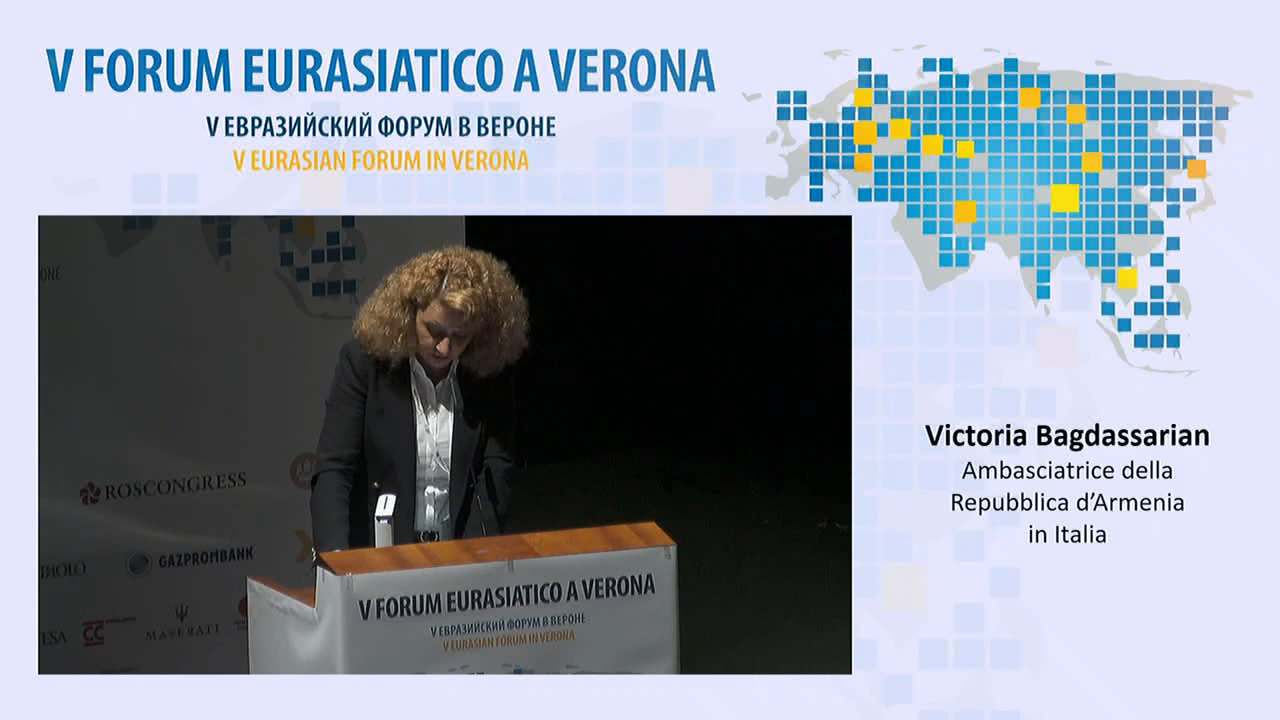 V FORUM EURASIATICO A VERONA
V ЕВРАЗИЙСКИЙ ФОРУМ В ВЕРОНЕ
V EURASIAN FORUM IN VERONA
ROSCONGRESS
GAZPROMBANK
MASERATI
V FORUM EURASIATICO A VERONA
V ЕВРАЗИЙСКИЙ ФОРУМ В ВЕРОНЕ
V EURASIAN FORUM IN VERONA
Victoria Bagdassarian
Ambasciatrice della
Repubblica d’Armenia
in Italia